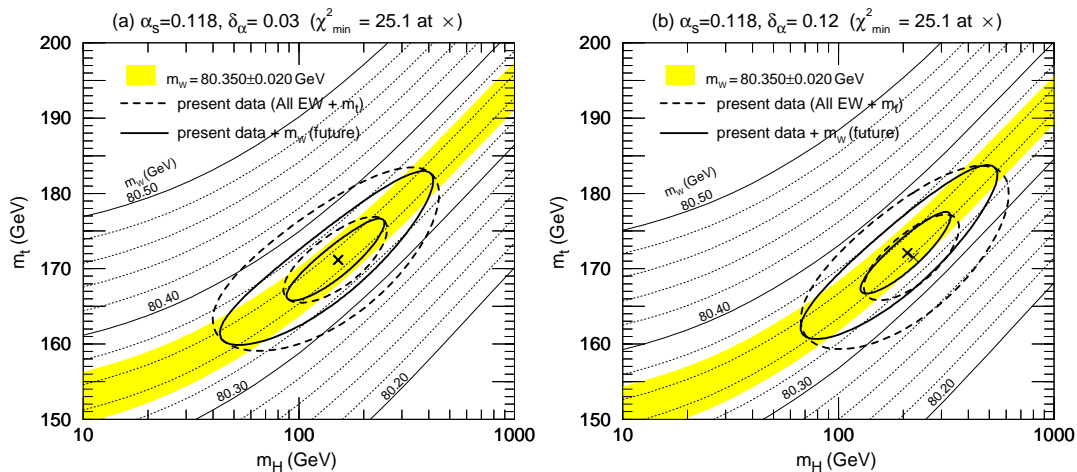 (a) αs=0.118, δα= 0.03 (χ²min = 25.1 at ×)
200
190
180
170
160
150
10
100
1000
mt (GeV)
mH (GeV)
mW = 80.350±0.020 GeV
present data (All EW + mt)
present data + mW (future)
mW (GeV)
80.50
80.40
80.30
80.20
(b) αs=0.118, δα= 0.12 (χ²min = 25.1 at ×)
200
190
180
170
160
150
10
100
1000
mt (GeV)
mH (GeV)
mW = 80.350±0.020 GeV
present data (All EW + mt)
present data + mW (future)
mW (GeV)
80.50
80.40
80.30
80.20